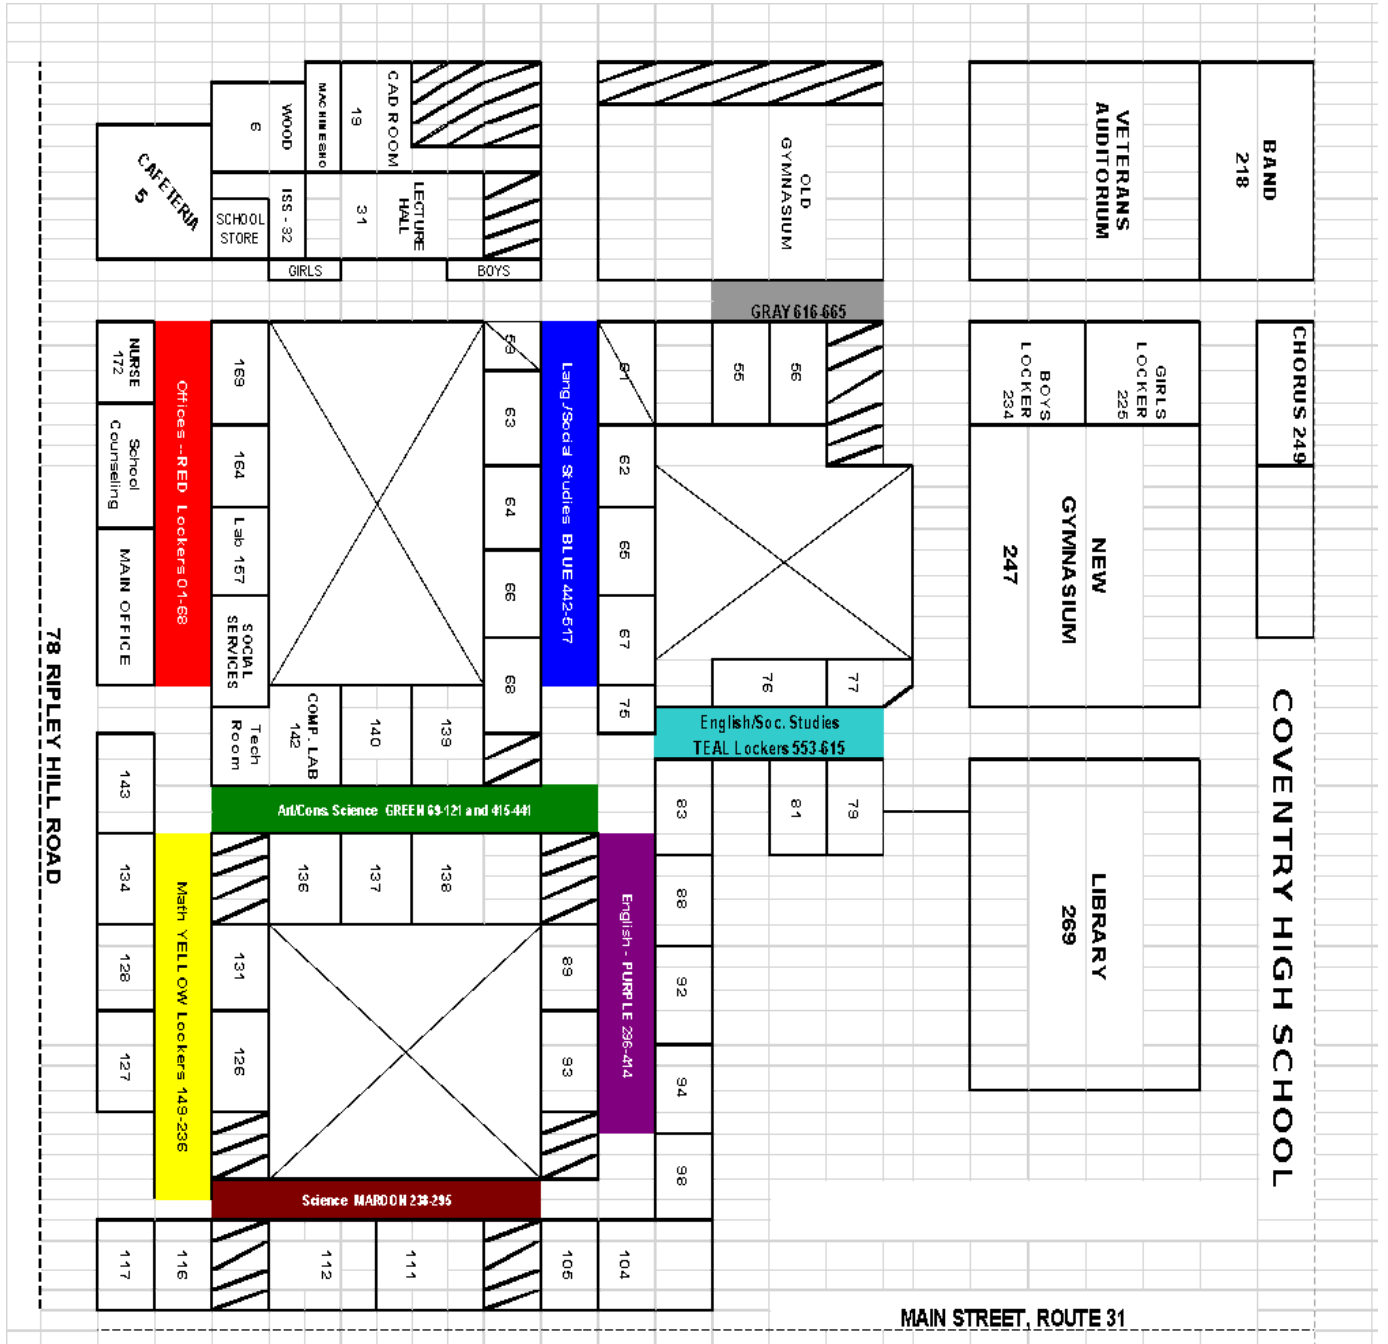 CAFETERIA
5
6
WOOD
MACHINE SHO
19
CAD ROOM
SCHOOL
STORE
ISS - 32
31
LECTURE
HALL
GIRLS
BOYS
OLD
GYMNASIUM
VETERANS
AUDITORIUM
BAND
218
GRAY 616-665
NURSE
172
School
Counseling
MAIN OFFICE
Offices --RED Lockers 01-68
169
164
Lab 157
SOCIAL
SERVICES
Tech
Room
COMP. LAB
142
140
139
59
63
64
66
68
Lang./Social Studies BLUE 442-517
61
62
65
67
75
55
56
76
77
BOYS
LOCKER
234
GIRLS
LOCKER
225
NEW
GYMNASIUM
247
CHORUS 249
English/Soc. Studies
TEAL Lockers 553-615
Art/Cons. Science GREEN 69-121 and 415-441
143
134
128
127
Math YELLOW Lockers 149-236
136
137
138
131
126
89
93
English - PURPLE 296-414
83
81
79
88
92
94
98
LIBRARY
269
Science MAROON 238-295
117
116
112
111
105
104
78 RIPLEY HILL ROAD
COVENTRY HIGH SCHOOL
MAIN STREET, ROUTE 31